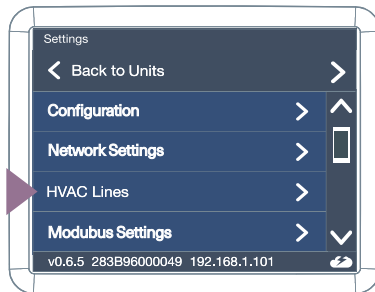 Settings
Back to Units
Configuration
Network Settings
HVAC Lines
Modubus Settings
v0.6.5 283B96000049 192.168.1.101